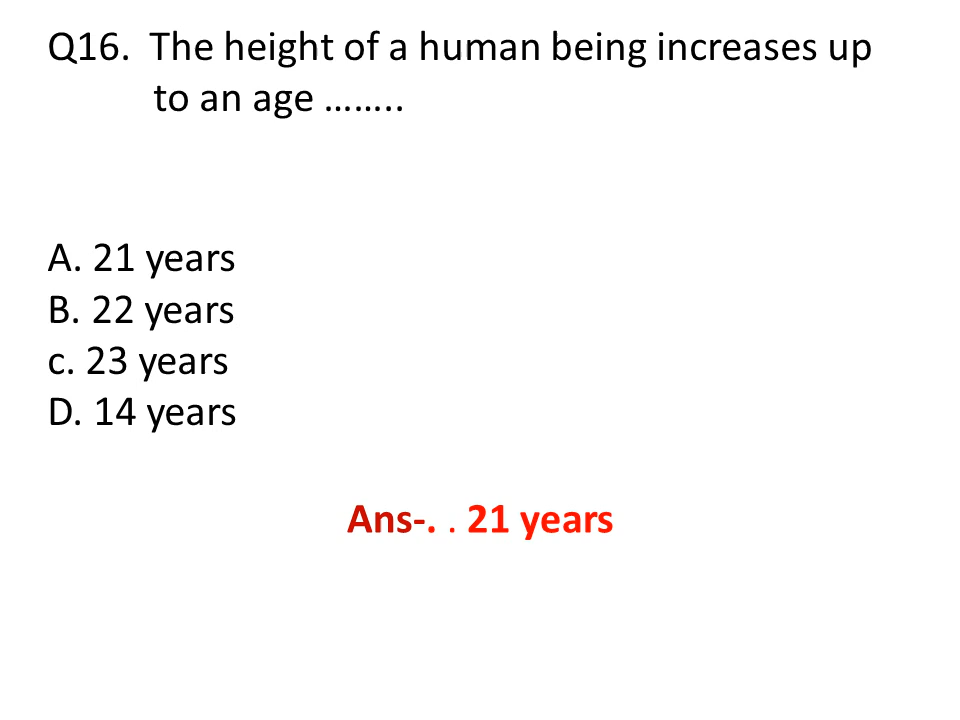 Q16.  The height of a human being increases up
to an age ……..
A. 21 years
B. 22 years
c. 23 years
D. 14 years
Ans-. . 21 years